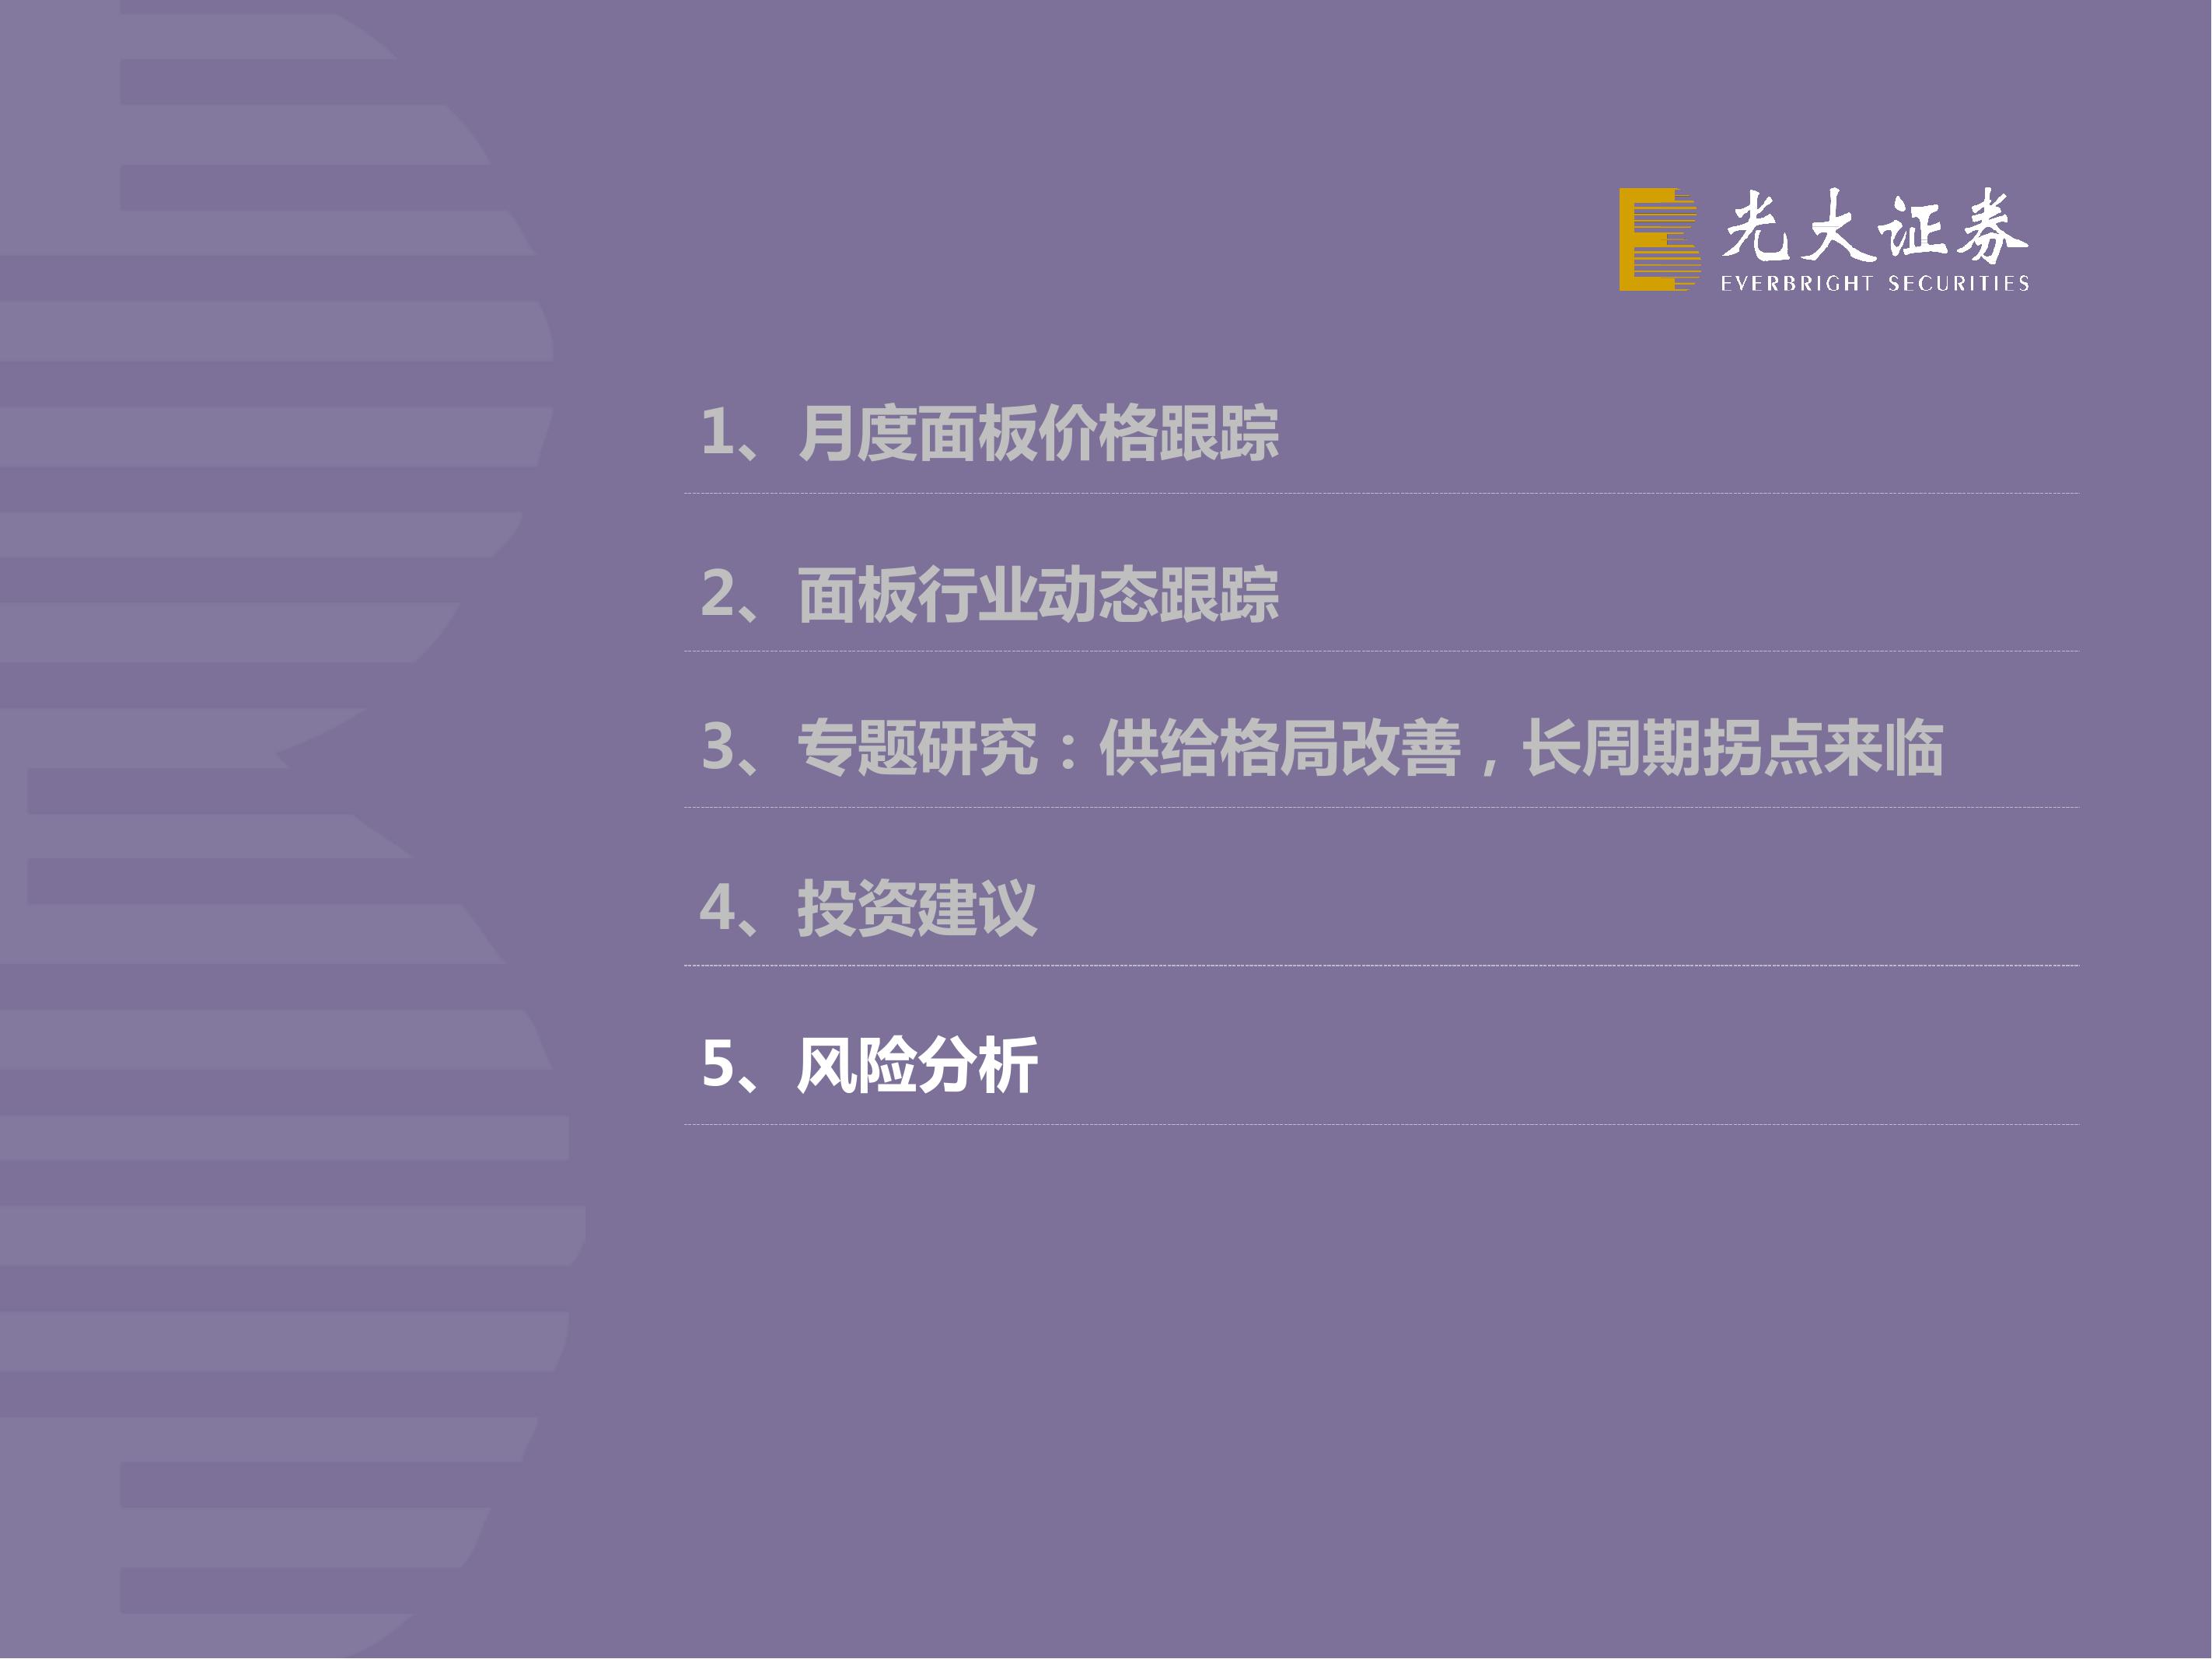 光大证券
EVERBRIGHT SECURITIES
1、月度面板价格跟踪
2、面板行业动态跟踪
3、专题研究：供给格局改善，长周期拐点来临
4、投资建议
5、风险分析